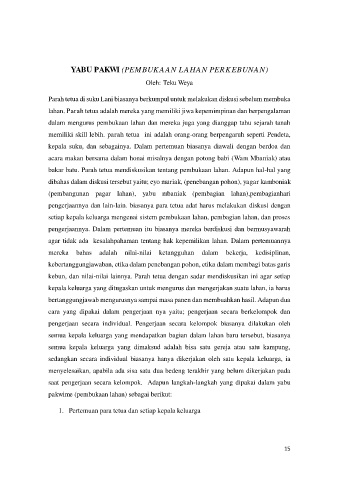 YABU PAKWI (PEMBUKAAN LAHAN PERKEBUNAN)
Oleh: Teku Weya
Parah tetua di suku Lani biasanya berkumpul untuk melakukan diskusi sebelum membuka
lahan. Parah tetua adalah mereka yang memiliki jiwa kepemimpinan dan berpengalaman
dalam mengurus pembukaan lahan dan mereka juga yang dianggap tahu sejarah tanah
memiliki skill lebih. parah tetua ini adalah orang-orang berpengaruh seperti Pendeta,
kepala suku, dan sebagainya. Dalam pertemuan biasanya diawali dengan berdoa dan
acara makan bersama dalam honai misalnya dengan potong babi (Wam Mbaniak) atau
bakar batu. Parah tetua mendiskusikan tentang pembukaan lahan. Adapun hal-hal yang
dibahas dalam diskusi tersebut yaitu; eyo nuriak, (penebangan pohon), yagar kamboniak
(pembangunan pagar lahan), yabu mbaniak (pembagian lahan),pembagianhari
pengerjaannya dan lain-lain. biasanya para tetua adat harus melakukan diskusi dengan
setiap kepala keluarga mengenai sistem pembukaan lahan, pembagian lahan, dan proses
pengerjaannya. Dalam pertemuan itu biasanya mereka berdiskusi dan bermusyawarah
agar tidak ada kesalahpahaman tentang hak kepemilikan lahan. Dalam pertemuannya
mereka bahas adalah nilai-nilai ketangguhan dalam bekerja, kedisiplinan,
kebertanggungjawaban, etika dalam penebangan pohon, etika dalam membagi batas garis
kebun, dan nilai-nilai lainnya. Parah tetua dengan sadar mendiskusikan ini agar setiap
kepala keluarga yang ditugaskan untuk mengurus dan mengerjakan suatu lahan, ia harus
bertanggungjawab mengurusnya sampai masa panen dan membuahkan hasil. Adapun dua
cara yang dipakai dalam pengerjaan nya yaitu; pengerjaan secara berkelompok dan
pengerjaan secara individual. Pengerjaan secara kelompok biasanya dilakukan oleh
semua kepala keluarga yang mendapatkan bagian dalam lahan baru tersebut, biasanya
semua kepala keluarga yang dimaksud adalah bisa satu gereja atau satu kampung,
sedangkan secara individual biasanya hanya dikerjakan oleh satu kepala keluarga, ia
menyelesaikan, apabila ada sisa satu dua bedeng terakhir yang belum dikerjakan pada
saat pengerjaan secara kelompok. Adapun langkah-langkah yang dipakai dalam yabu
pakwime (pembukaan lahan) sebagai berikut:
1. Pertemuan para tetua dan setiap kepala keluarga
15